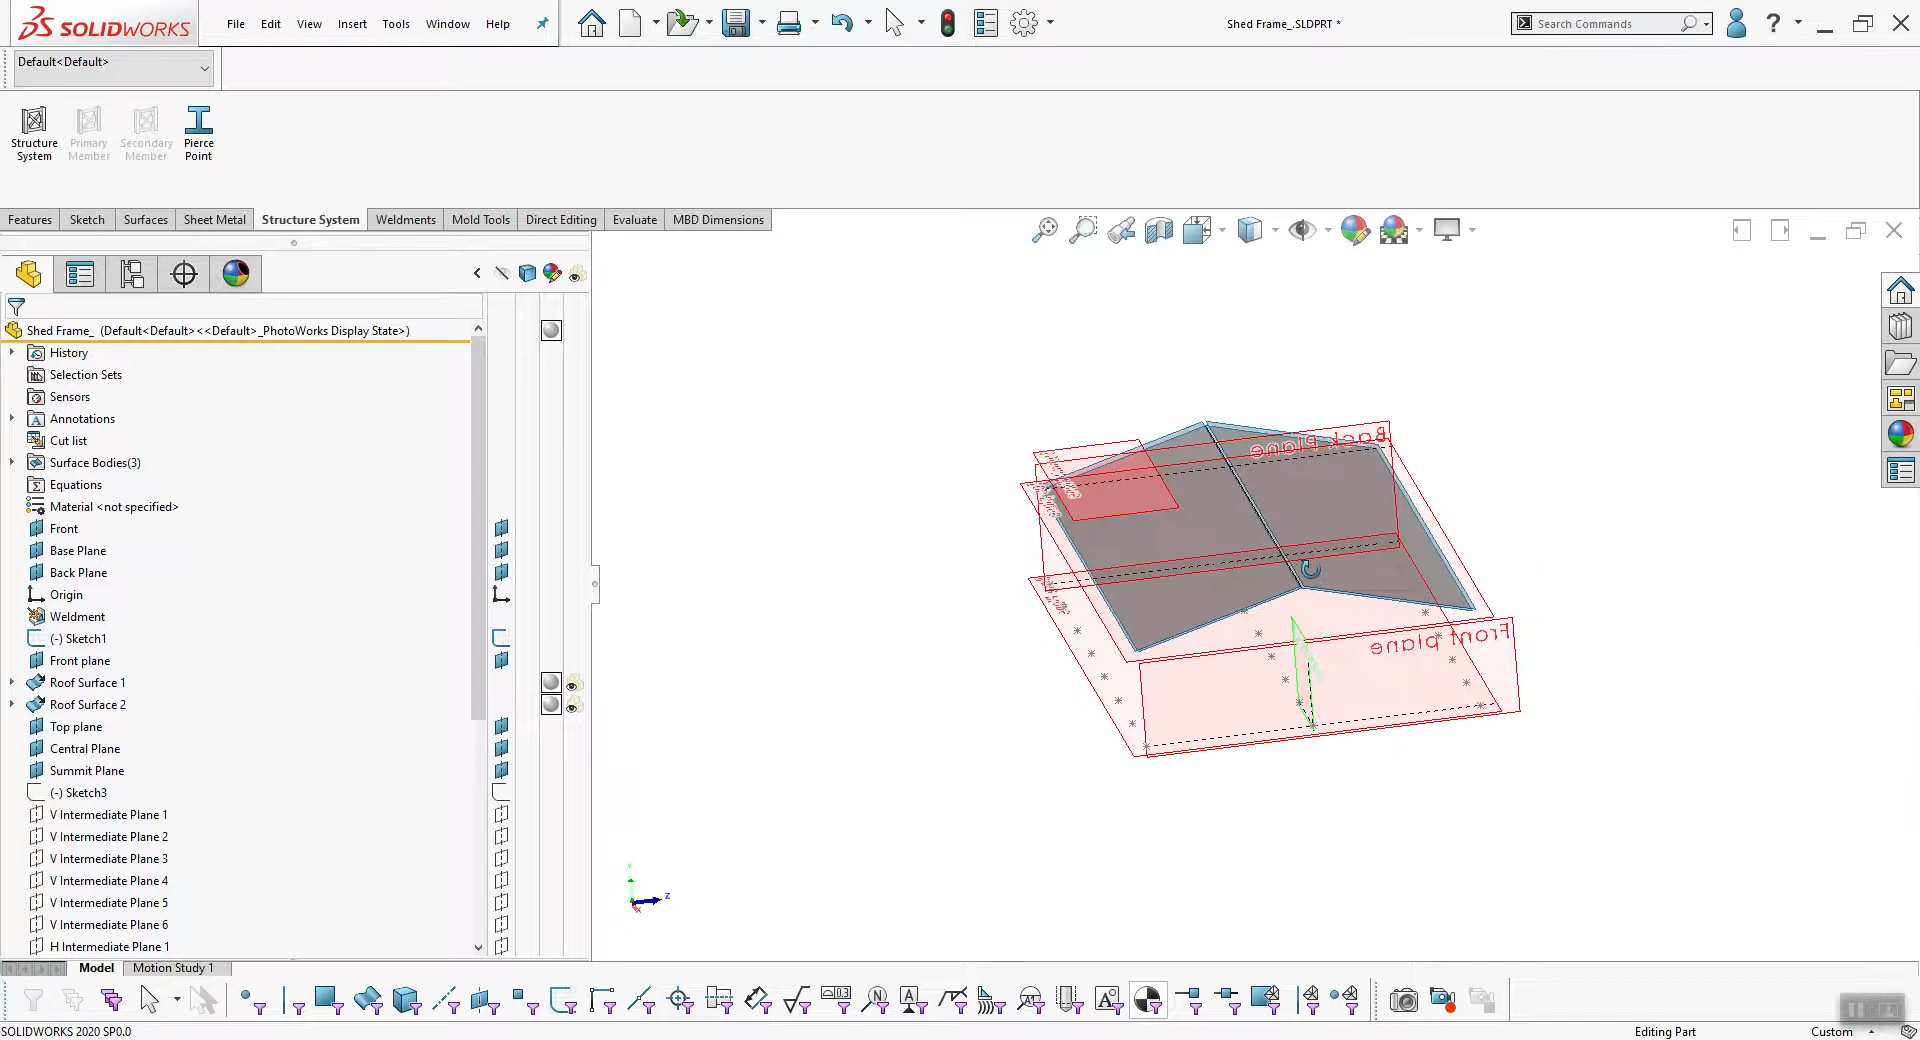 SOLIDWORKS
File Edit View Insert Tools Window Help
Shed Frame_.SLDPRT *
Search Commands
?
Default<Default>
Structure System
Primary Member
Secondary Member
Pierce Point
Features Sketch Surfaces Sheet Metal Structure System Weldments Mold Tools Direct Editing Evaluate MBD Dimensions
Shed Frame_ (Default<Default><<Default>_PhotoWorks Display State>)
History
Selection Sets
Sensors
Annotations
Cut list
Surface Bodies(3)
Equations
Material <not specified>
Front
Base Plane
Back Plane
Origin
Weldment
(-) Sketch1
Front plane
Roof Surface 1
Roof Surface 2
Top plane
Central Plane
Summit Plane
(-) Sketch3
V Intermediate Plane 1
V Intermediate Plane 2
V Intermediate Plane 3
V Intermediate Plane 4
V Intermediate Plane 5
V Intermediate Plane 6
H Intermediate Plane 1
Back plane
Front plane
Y
Z
X
Model Motion Study 1
SOLIDWORKS 2020 SP0.0
Editing Part
Custom